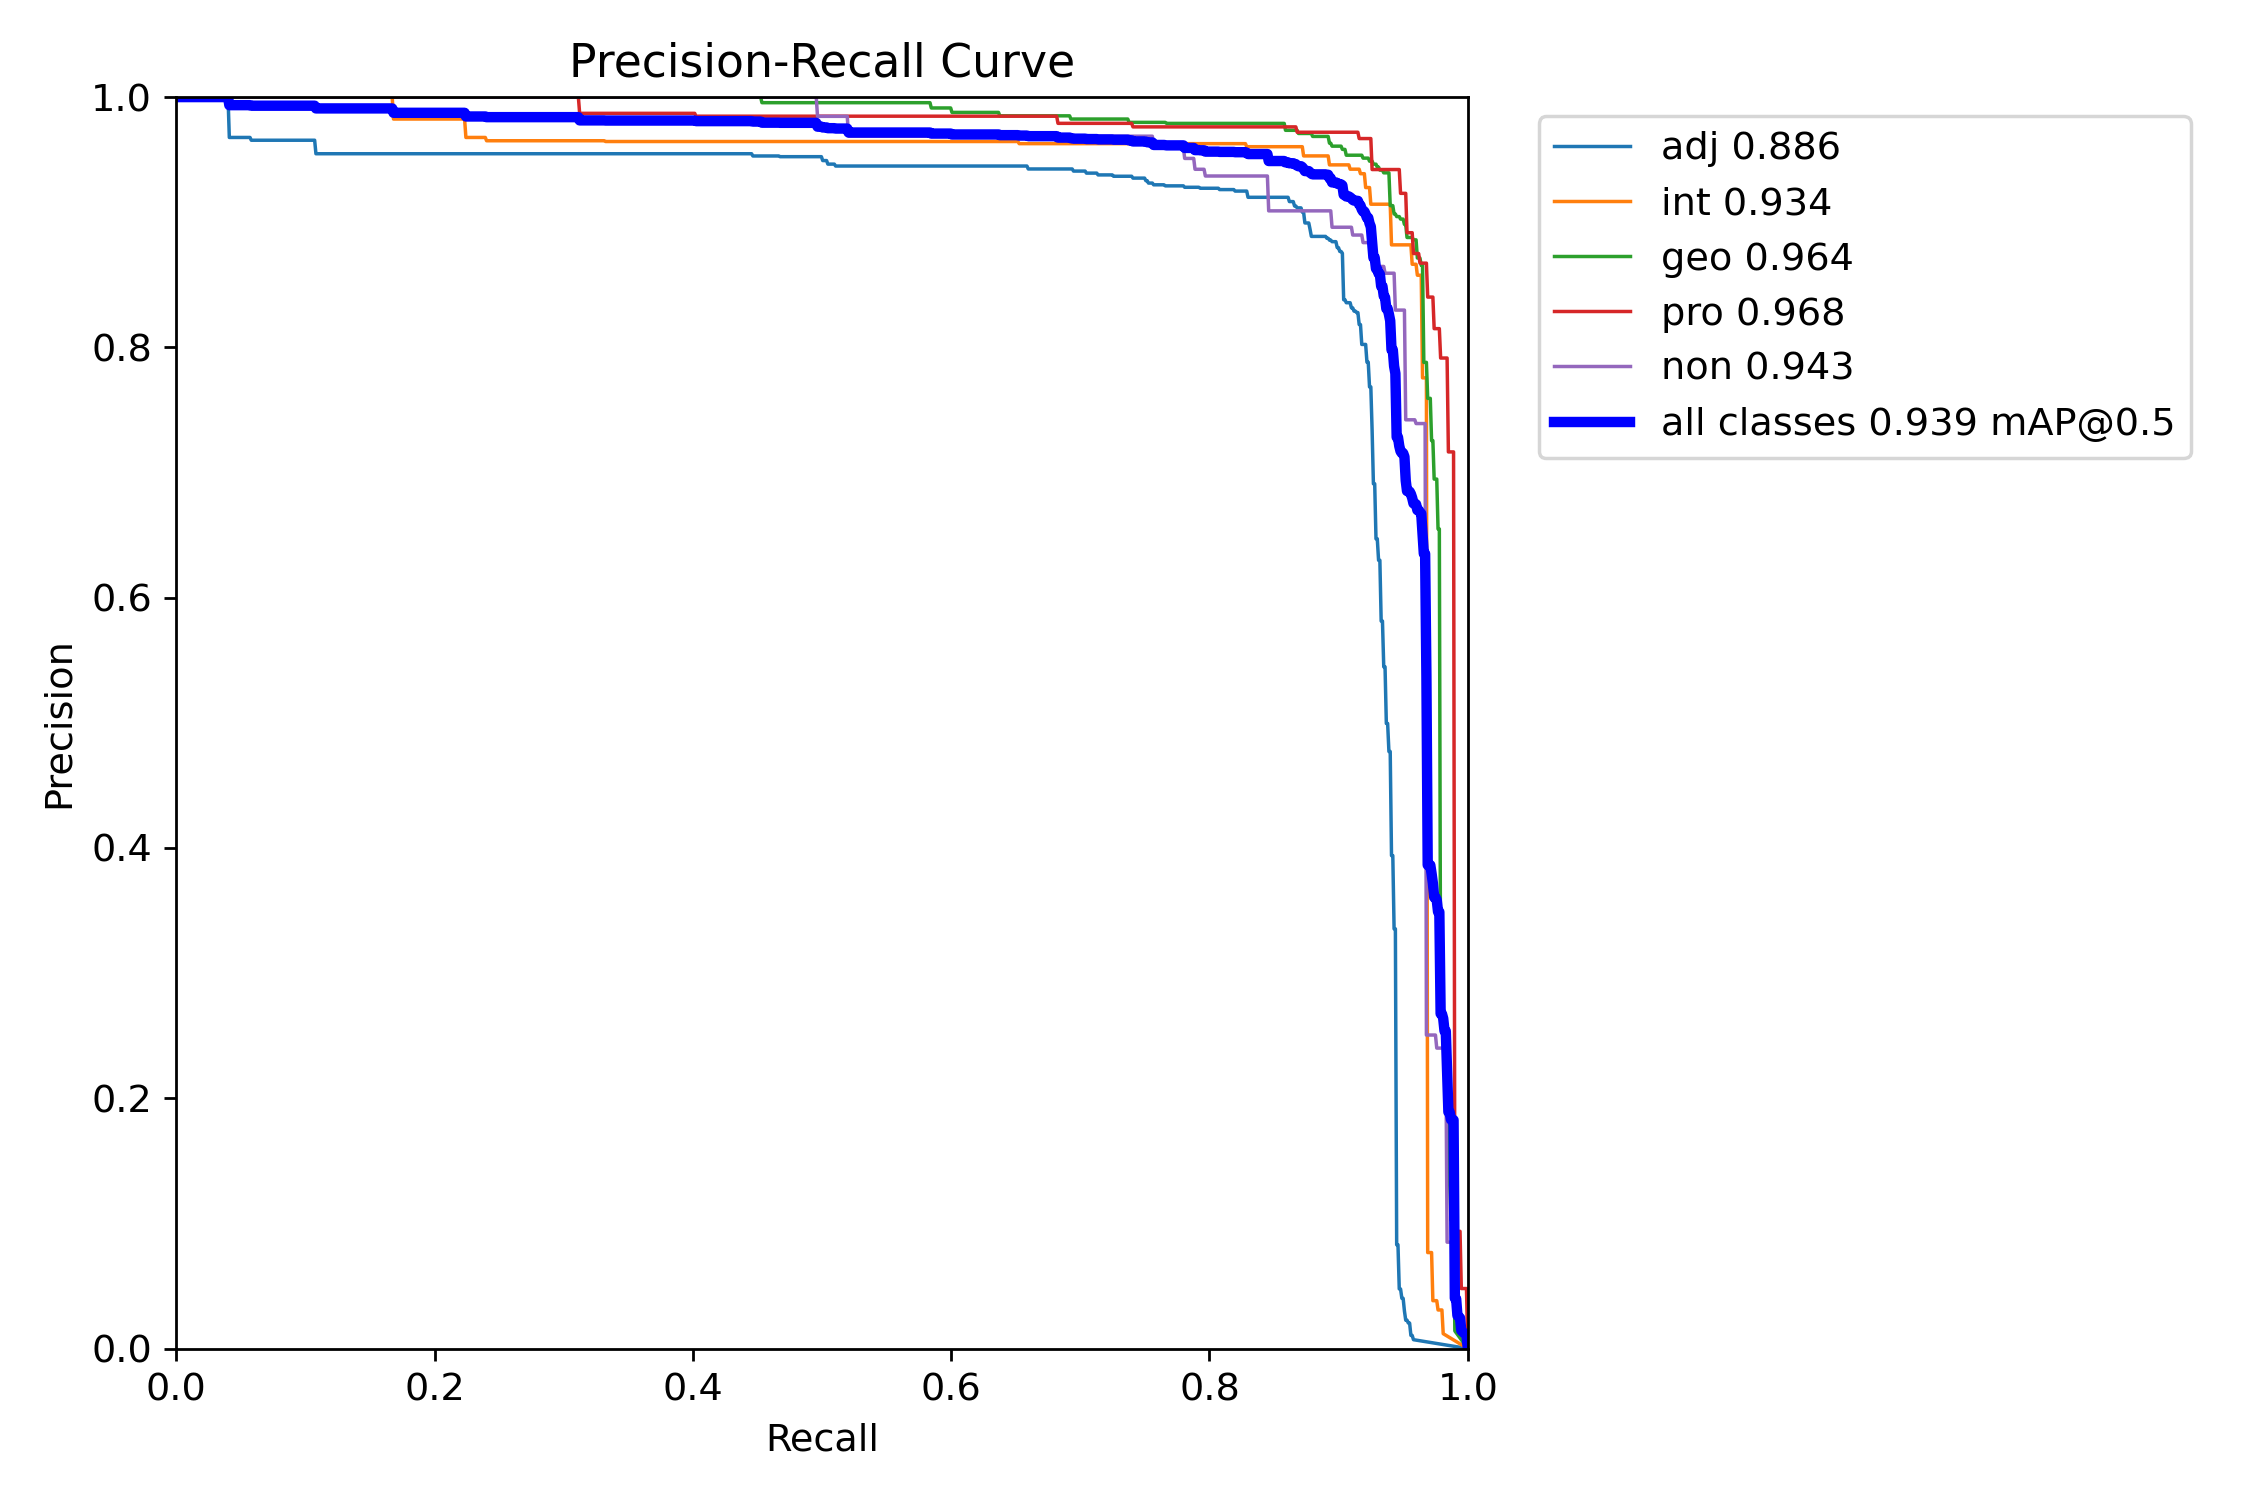 Precision-Recall Curve
1.0
0.8
0.6
0.4
0.2
0.0
Precision
0.0 0.2 0.4 0.6 0.8 1.0
Recall
adj 0.886
int 0.934
geo 0.964
pro 0.968
non 0.943
all classes 0.939 mAP@0.5